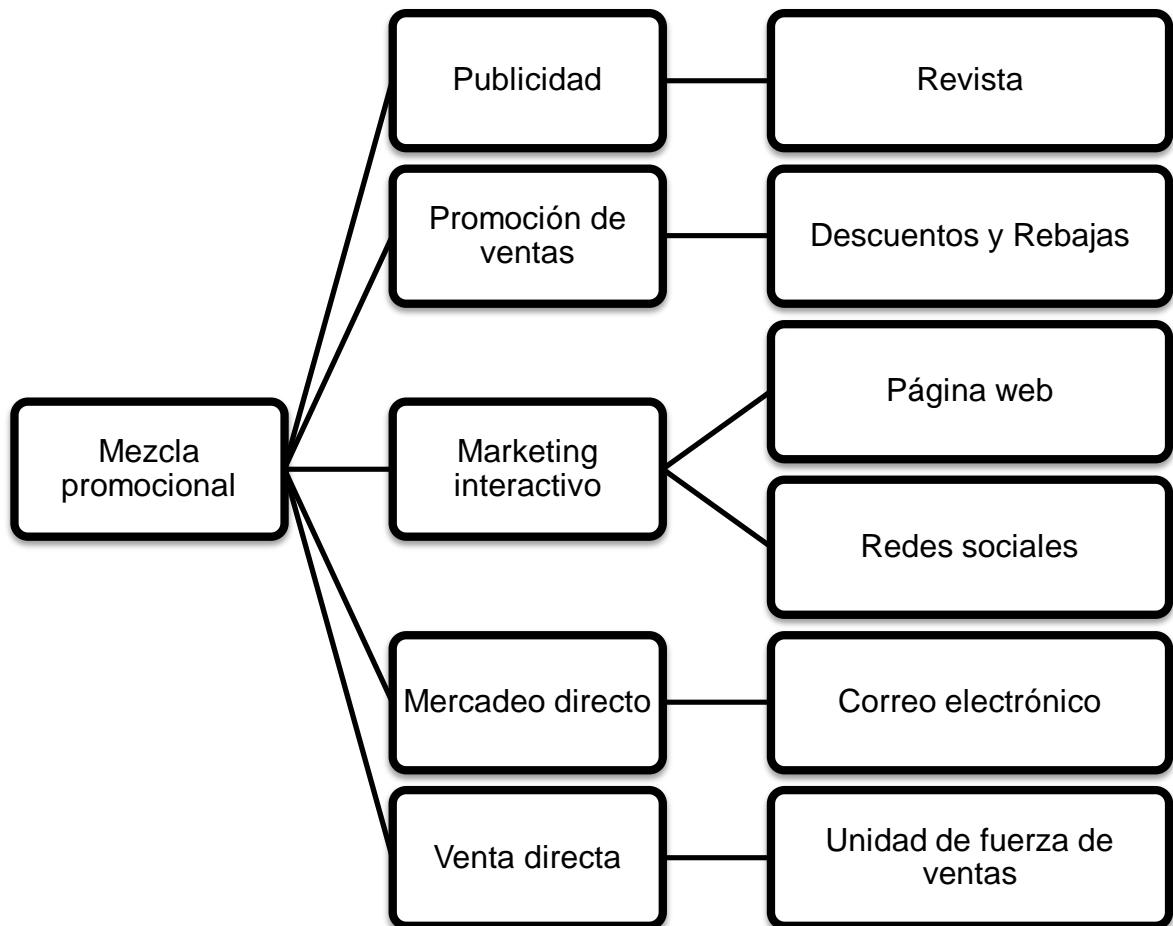 Publicidad
Revista
Promoción de
ventas
Descuentos y Rebajas
Mezcla
promocional
Marketing
interactivo
Página web
Redes sociales
Mercadeo directo
Correo electrónico
Venta directa
Unidad de fuerza de
ventas